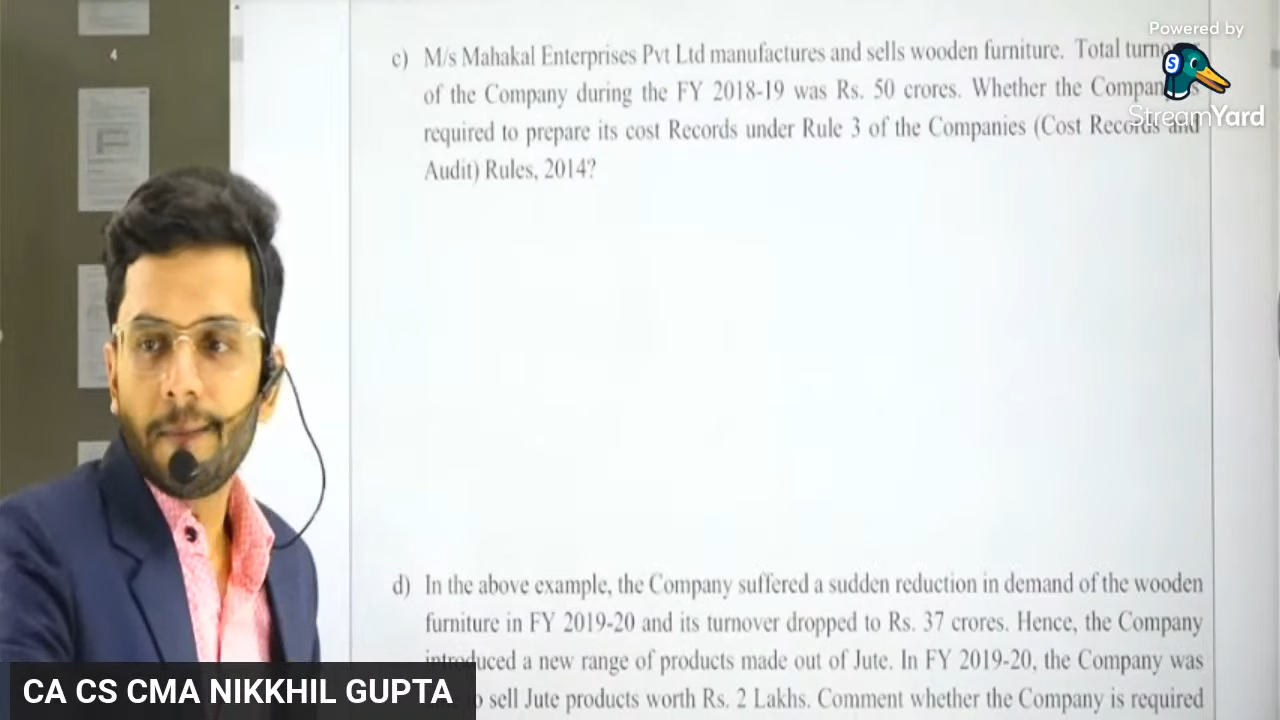 Powered by
StreamYard
S
4
c) M/s Mahakal Enterprises Pvt Ltd manufactures and sells wooden furniture. Total
of the Company during the FY 2018-19 was Rs. 50 crores. Whether the
required to prepare its cost Records under Rule 3 of the Companies (Cost Records and
Audit) Rules, 2014?
d) In the above example, the Company suffered a sudden reduction in demand of the wooden
furniture in FY 2019-20 and its turnover dropped to Rs. 37 crores. Hence, the Company
introduced a new range of products made out of Jute. In FY 2019-20, the Company was
sell Jute products worth Rs. 2 Lakhs. Comment whether the Company is required
CA CS CMA NIKKHIL GUPTA